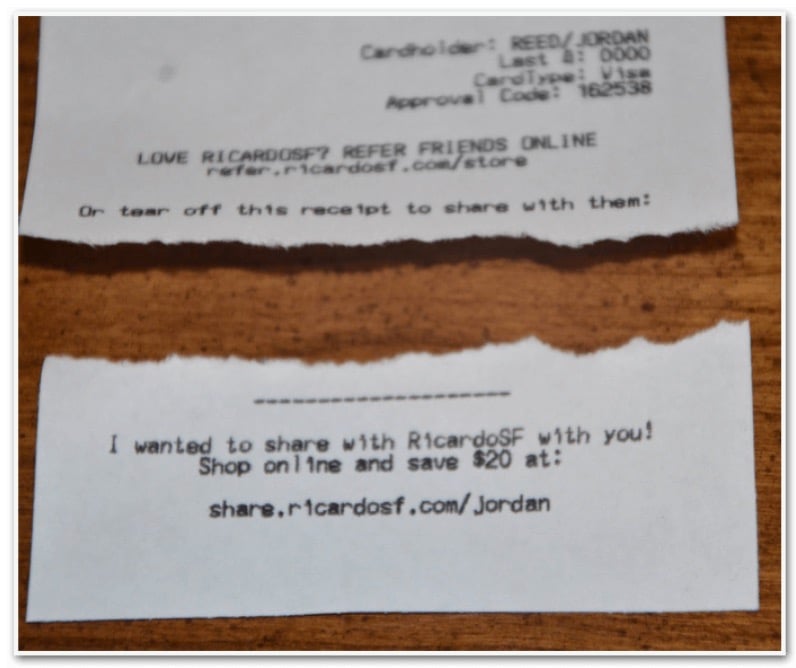 Cardholder: REED/JORDAN
Last 4: 0000
CardType: Visa
Approval Code: 162538
LOVE RICARDOSF? REFER FRIENDS ONLINE
refer.ricardosf.com/store
Or tear off this receipt to share with them:
--------------------
I wanted to share with RicardoSF with you!
Shop online and save $20 at:
share.ricardosf.com/Jordan